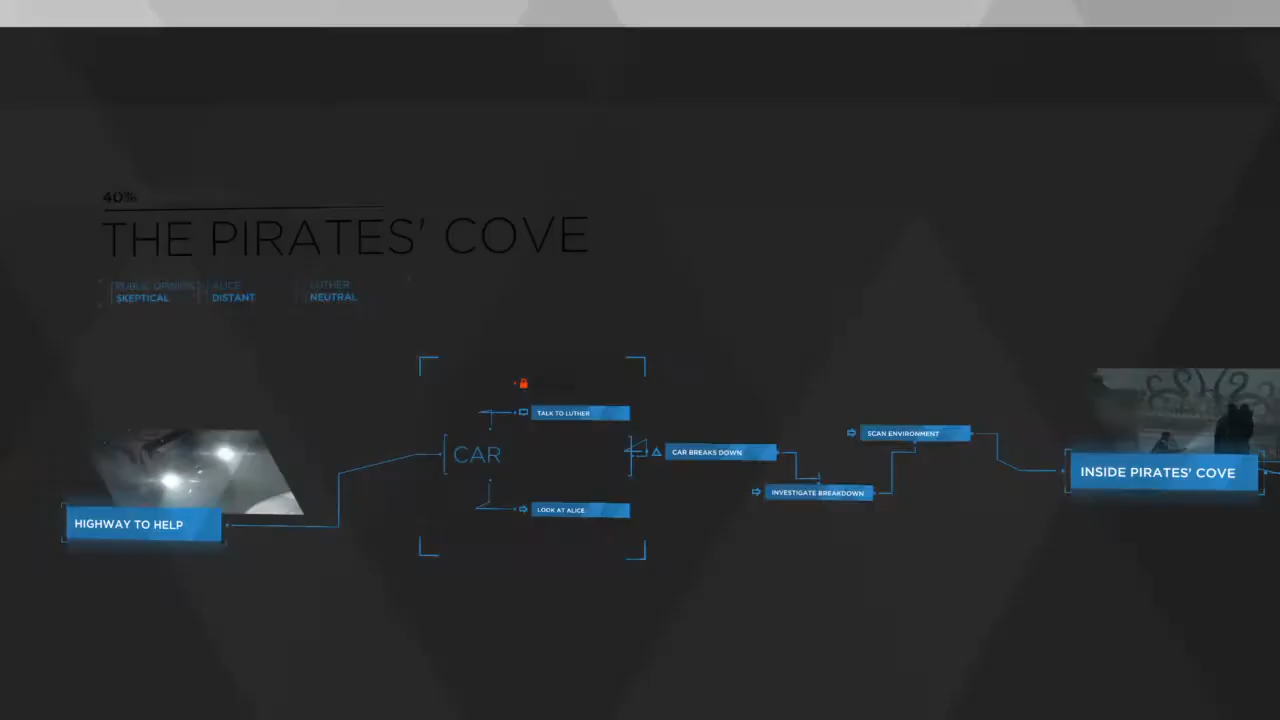 40%
THE PIRATES' COVE
PUBLIC OPINION
SKEPTICAL
ALICE
DISTANT
LUTHER
NEUTRAL
HIGHWAY TO HELP
CAR
TALK TO LUTHER
LOOK AT ALICE
CAR BREAKS DOWN
INVESTIGATE BREAKDOWN
SCAN ENVIRONMENT
INSIDE PIRATES' COVE